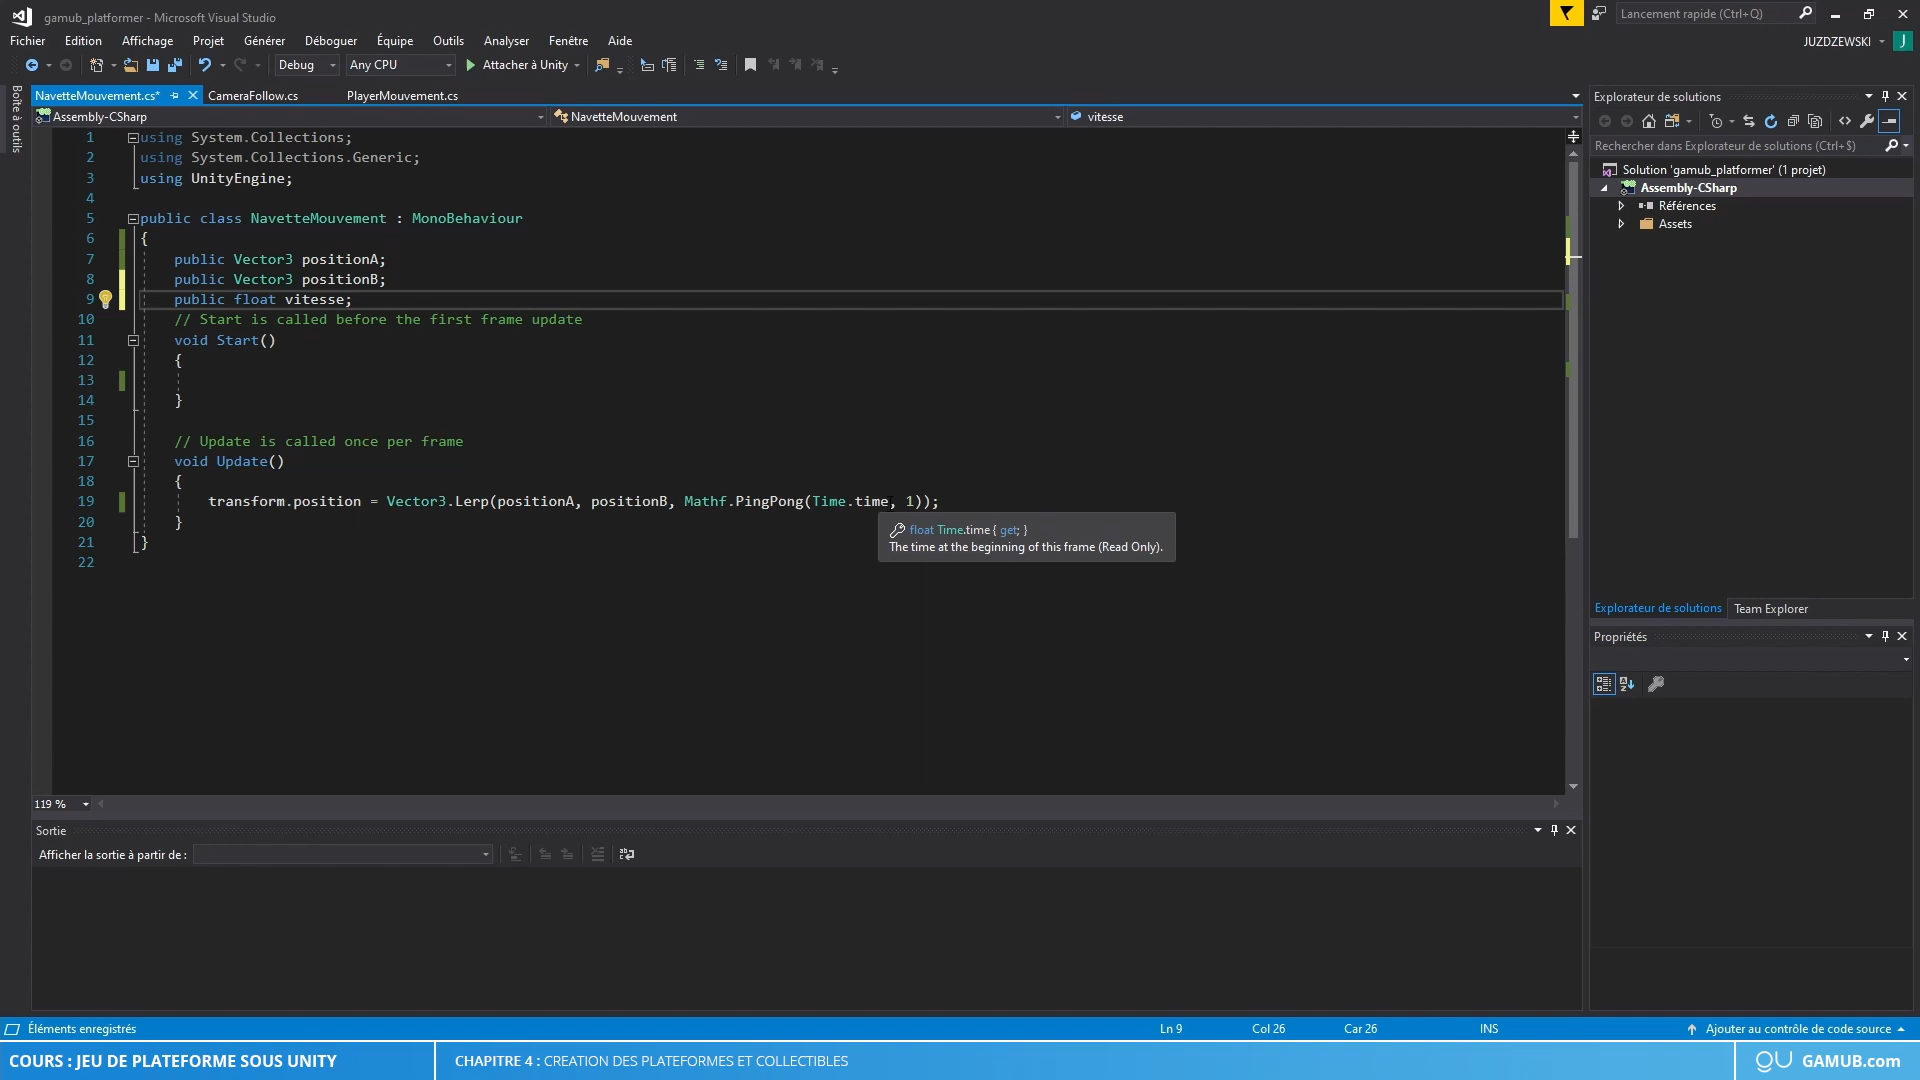 gamub_platformer - Microsoft Visual Studio
Lancement rapide (Ctrl+Q)
Fichier Edition Affichage Projet Générer Déboguer Équipe Outils Analyser Fenêtre Aide
JUZDZEWSKI J
Debug Any CPU Attacher à Unity
Boîte à outils
NavetteMouvement.cs* CameraFollow.cs PlayerMouvement.cs
Assembly-CSharp NavetteMouvement vitesse
1 using System.Collections;
2 using System.Collections.Generic;
3 using UnityEngine;
4
5 public class NavetteMouvement : MonoBehaviour
6 {
7 public Vector3 positionA;
8 public Vector3 positionB;
9 public float vitesse;
10 // Start is called before the first frame update
11 void Start()
12 {
13
14 }
15
16 // Update is called once per frame
17 void Update()
18 {
19 transform.position = Vector3.Lerp(positionA, positionB, Mathf.PingPong(Time.time, 1));
20 }
21 }
22
float Time.time { get; }
The time at the beginning of this frame (Read Only).
119 %
Explorateur de solutions
Rechercher dans Explorateur de solutions (Ctrl+$)
Solution 'gamub_platformer' (1 projet)
Assembly-CSharp
Références
Assets
Explorateur de solutions Team Explorer
Propriétés
Sortie
Afficher la sortie à partir de :
Éléments enregistrés Ln 9 Col 26 Car 26 INS Ajouter au contrôle de code source
COURS : JEU DE PLATEFORME SOUS UNITY CHAPITRE 4 : CREATION DES PLATEFORMES ET COLLECTIBLES GAMUB.com